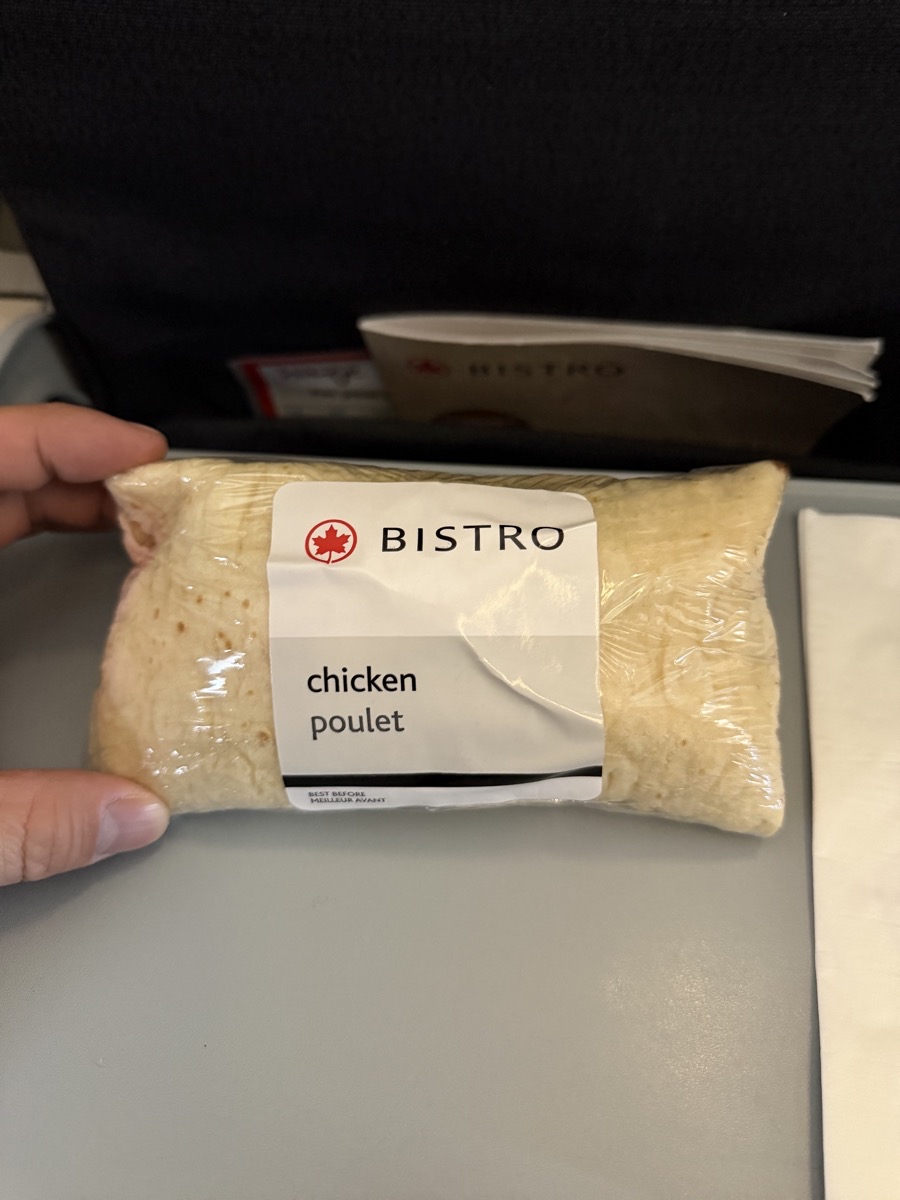 BISTRO
BISTRO
chicken
poulet
BEST BEFORE
MEILLEUR AVANT